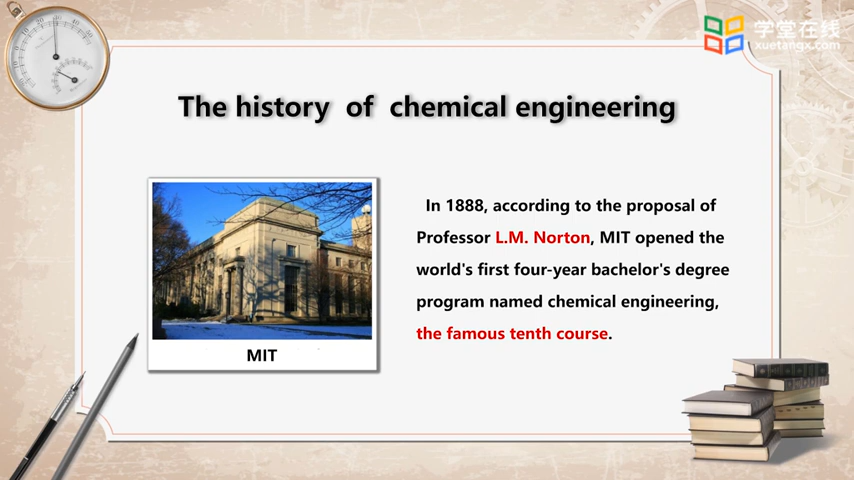 学堂在线
xuetangx.com
The history of chemical engineering
In 1888, according to the proposal of
Professor L.M. Norton, MIT opened the
world's first four-year bachelor's degree
program named chemical engineering,
the famous tenth course.
MIT